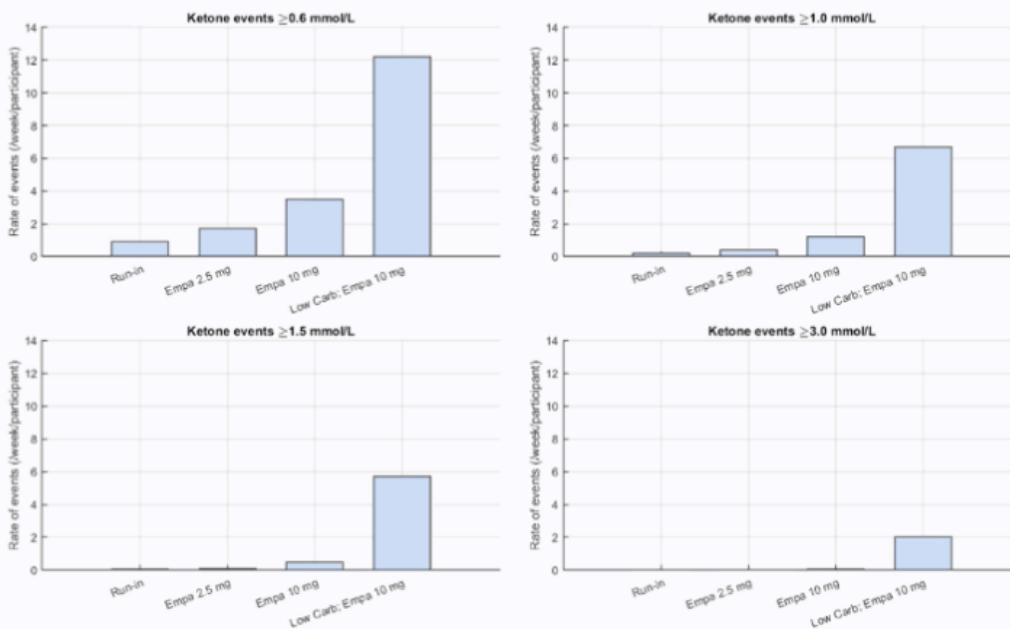 Ketone events ≥0.6 mmol/L
Rate of events (/week/participant)
14
12
10
8
6
4
2
0
Run-in
Empa 2.5 mg
Empa 10 mg
Low Carb; Empa 10 mg
Ketone events ≥1.0 mmol/L
Rate of events (/week/participant)
14
12
10
8
6
4
2
0
Run-in
Empa 2.5 mg
Empa 10 mg
Low Carb; Empa 10 mg
Ketone events ≥1.5 mmol/L
Rate of events (/week/participant)
14
12
10
8
6
4
2
0
Run-in
Empa 2.5 mg
Empa 10 mg
Low Carb; Empa 10 mg
Ketone events ≥3.0 mmol/L
Rate of events (/week/participant)
14
12
10
8
6
4
2
0
Run-in
Empa 2.5 mg
Empa 10 mg
Low Carb; Empa 10 mg